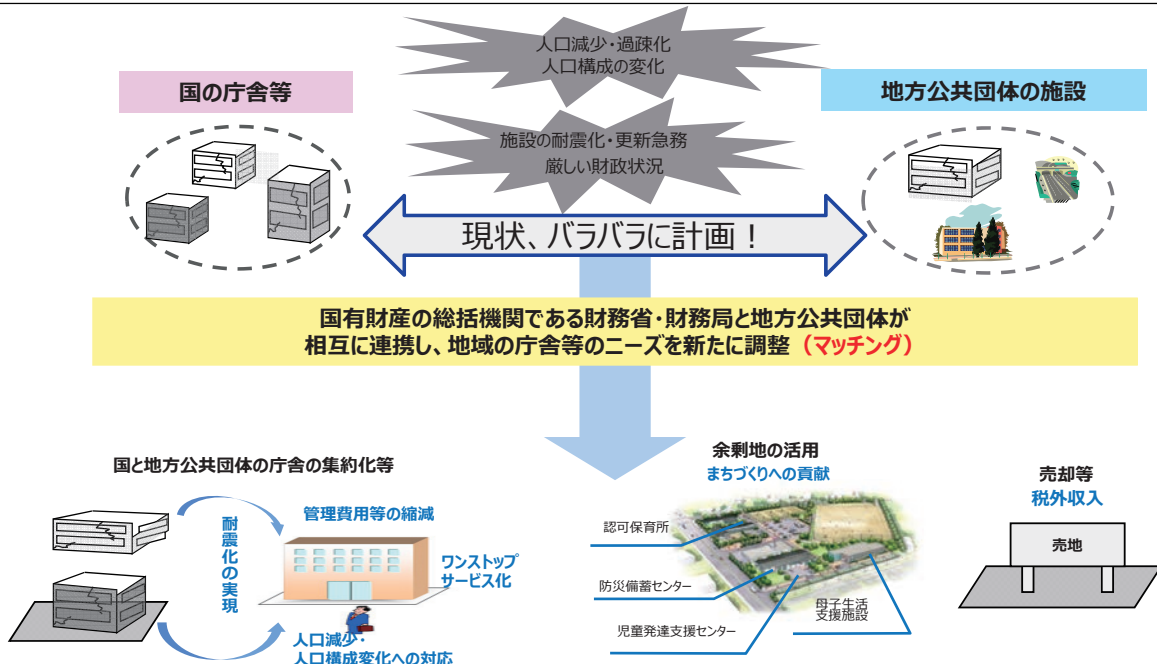 人口減少・過疎化
人口構成の変化
国の庁舎等
地方公共団体の施設
施設の耐震化・更新急務
厳しい財政状況
現状、バラバラに計画！
国有財産の総括機関である財務省・財務局と地方公共団体が
相互に連携し、地域の庁舎等のニーズを新たに調整（マッチング）
国と地方公共団体の庁舎の集約化等
耐震化の実現
管理費用等の縮減
ワンストップ
サービス化
人口減少・
人口構成変化への対応
余剰地の活用
まちづくりへの貢献
認可保育所
防災備蓄センター
児童発達支援センター
母子生活
支援施設
売却等
税外収入
売地